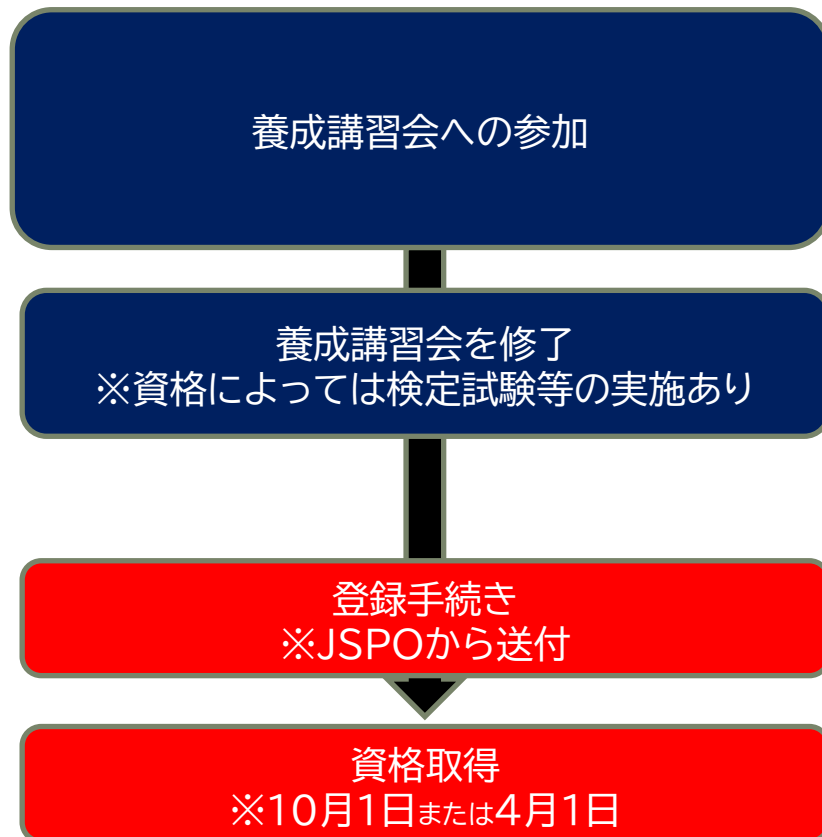 養成講習会への参加
養成講習会を修了
※資格によっては検定試験等の実施あり
登録手続き
※JSPOから送付
資格取得
※10月1日または4月1日